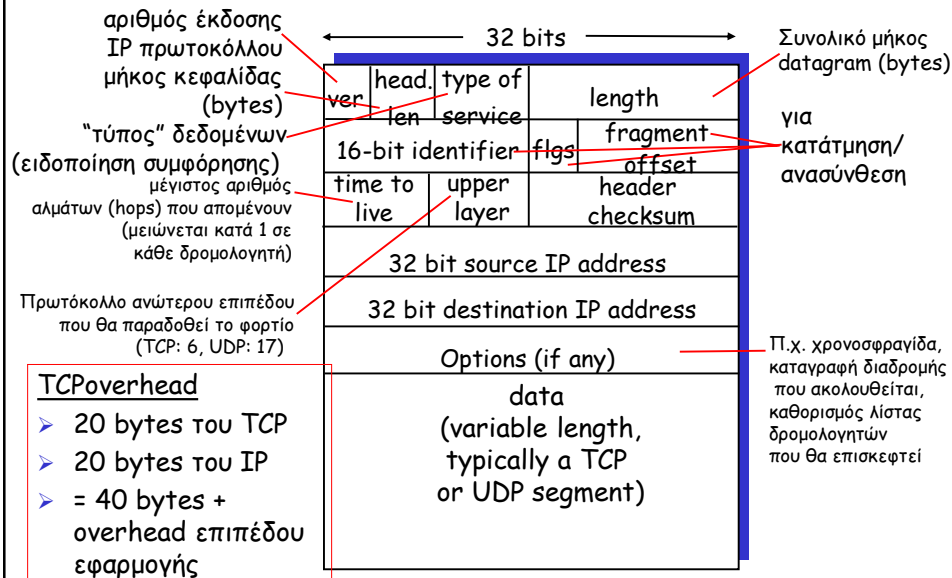 αριθμός έκδοσης
IP πρωτοκόλλου
μήκος κεφαλίδας
(bytes)
“τύπος” δεδομένων
(ειδοποίηση συμφόρησης)
μέγιστος αριθμός
αλμάτων (hops) που απομένουν
(μειώνεται κατά 1 σε
κάθε δρομολογητή)
Πρωτόκολλο ανώτερου επιπέδου
που θα παραδοθεί το φορτίο
(TCP: 6, UDP: 17)
TCPoverhead
➢ 20 bytes του TCP
➢ 20 bytes του IP
➢ = 40 bytes +
overhead επιπέδου
εφαρμογής
32 bits
ver
head.
len
type of
service
length
16-bit identifier
flgs
fragment
offset
time to
live
upper
layer
header
checksum
32 bit source IP address
32 bit destination IP address
Options (if any)
data
(variable length,
typically a TCP
or UDP segment)
Συνολικό μήκος
datagram (bytes)
για
κατάτμηση/
ανασύνθεση
Π.χ. χρονοσφραγίδα,
καταγραφή διαδρομής
που ακολουθείται,
καθορισμός λίστας
δρομολογητών
που θα επισκεφτεί